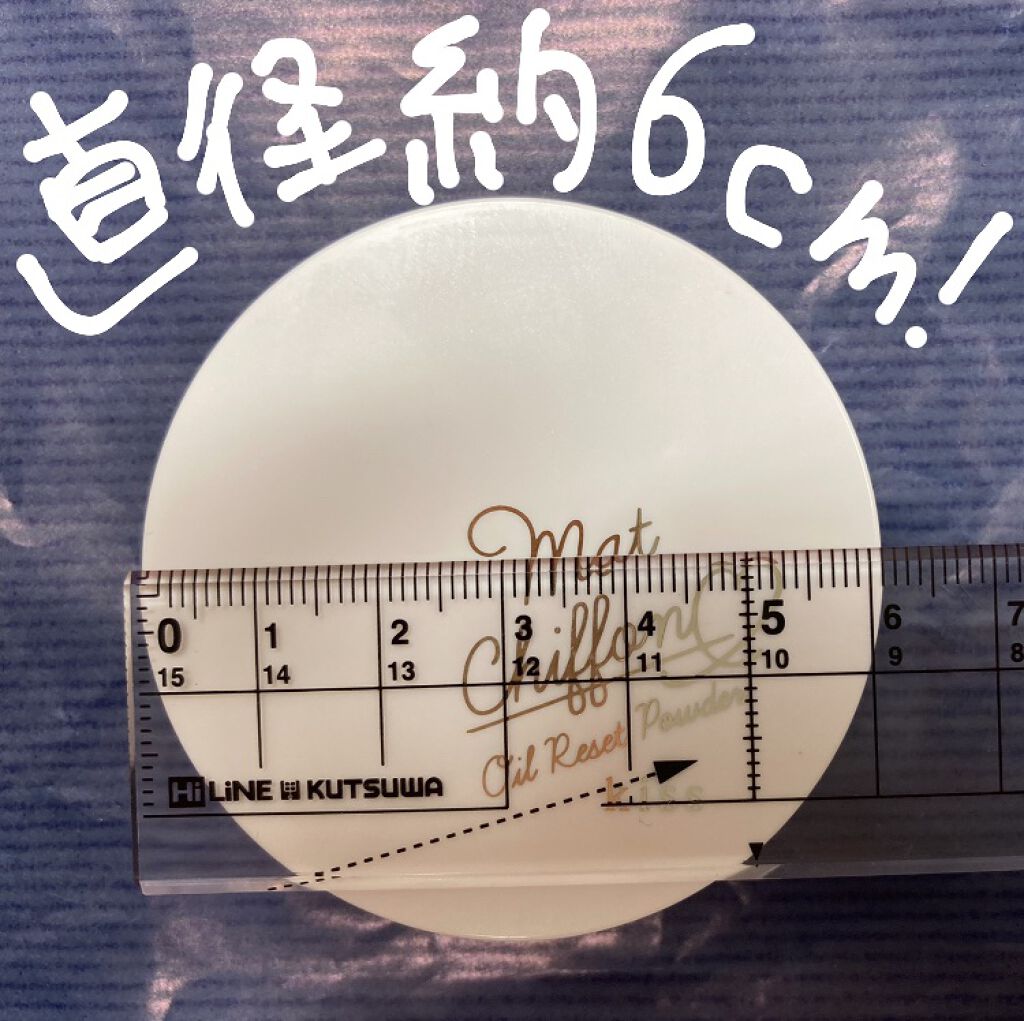 直径約6cm!
Mat
Chiffon
Oil Reset Powder
kiss
0 1 2 3 4 5 6 7
15 14 13 12 11 10 9 8
Hi LiNE KUTSUWA